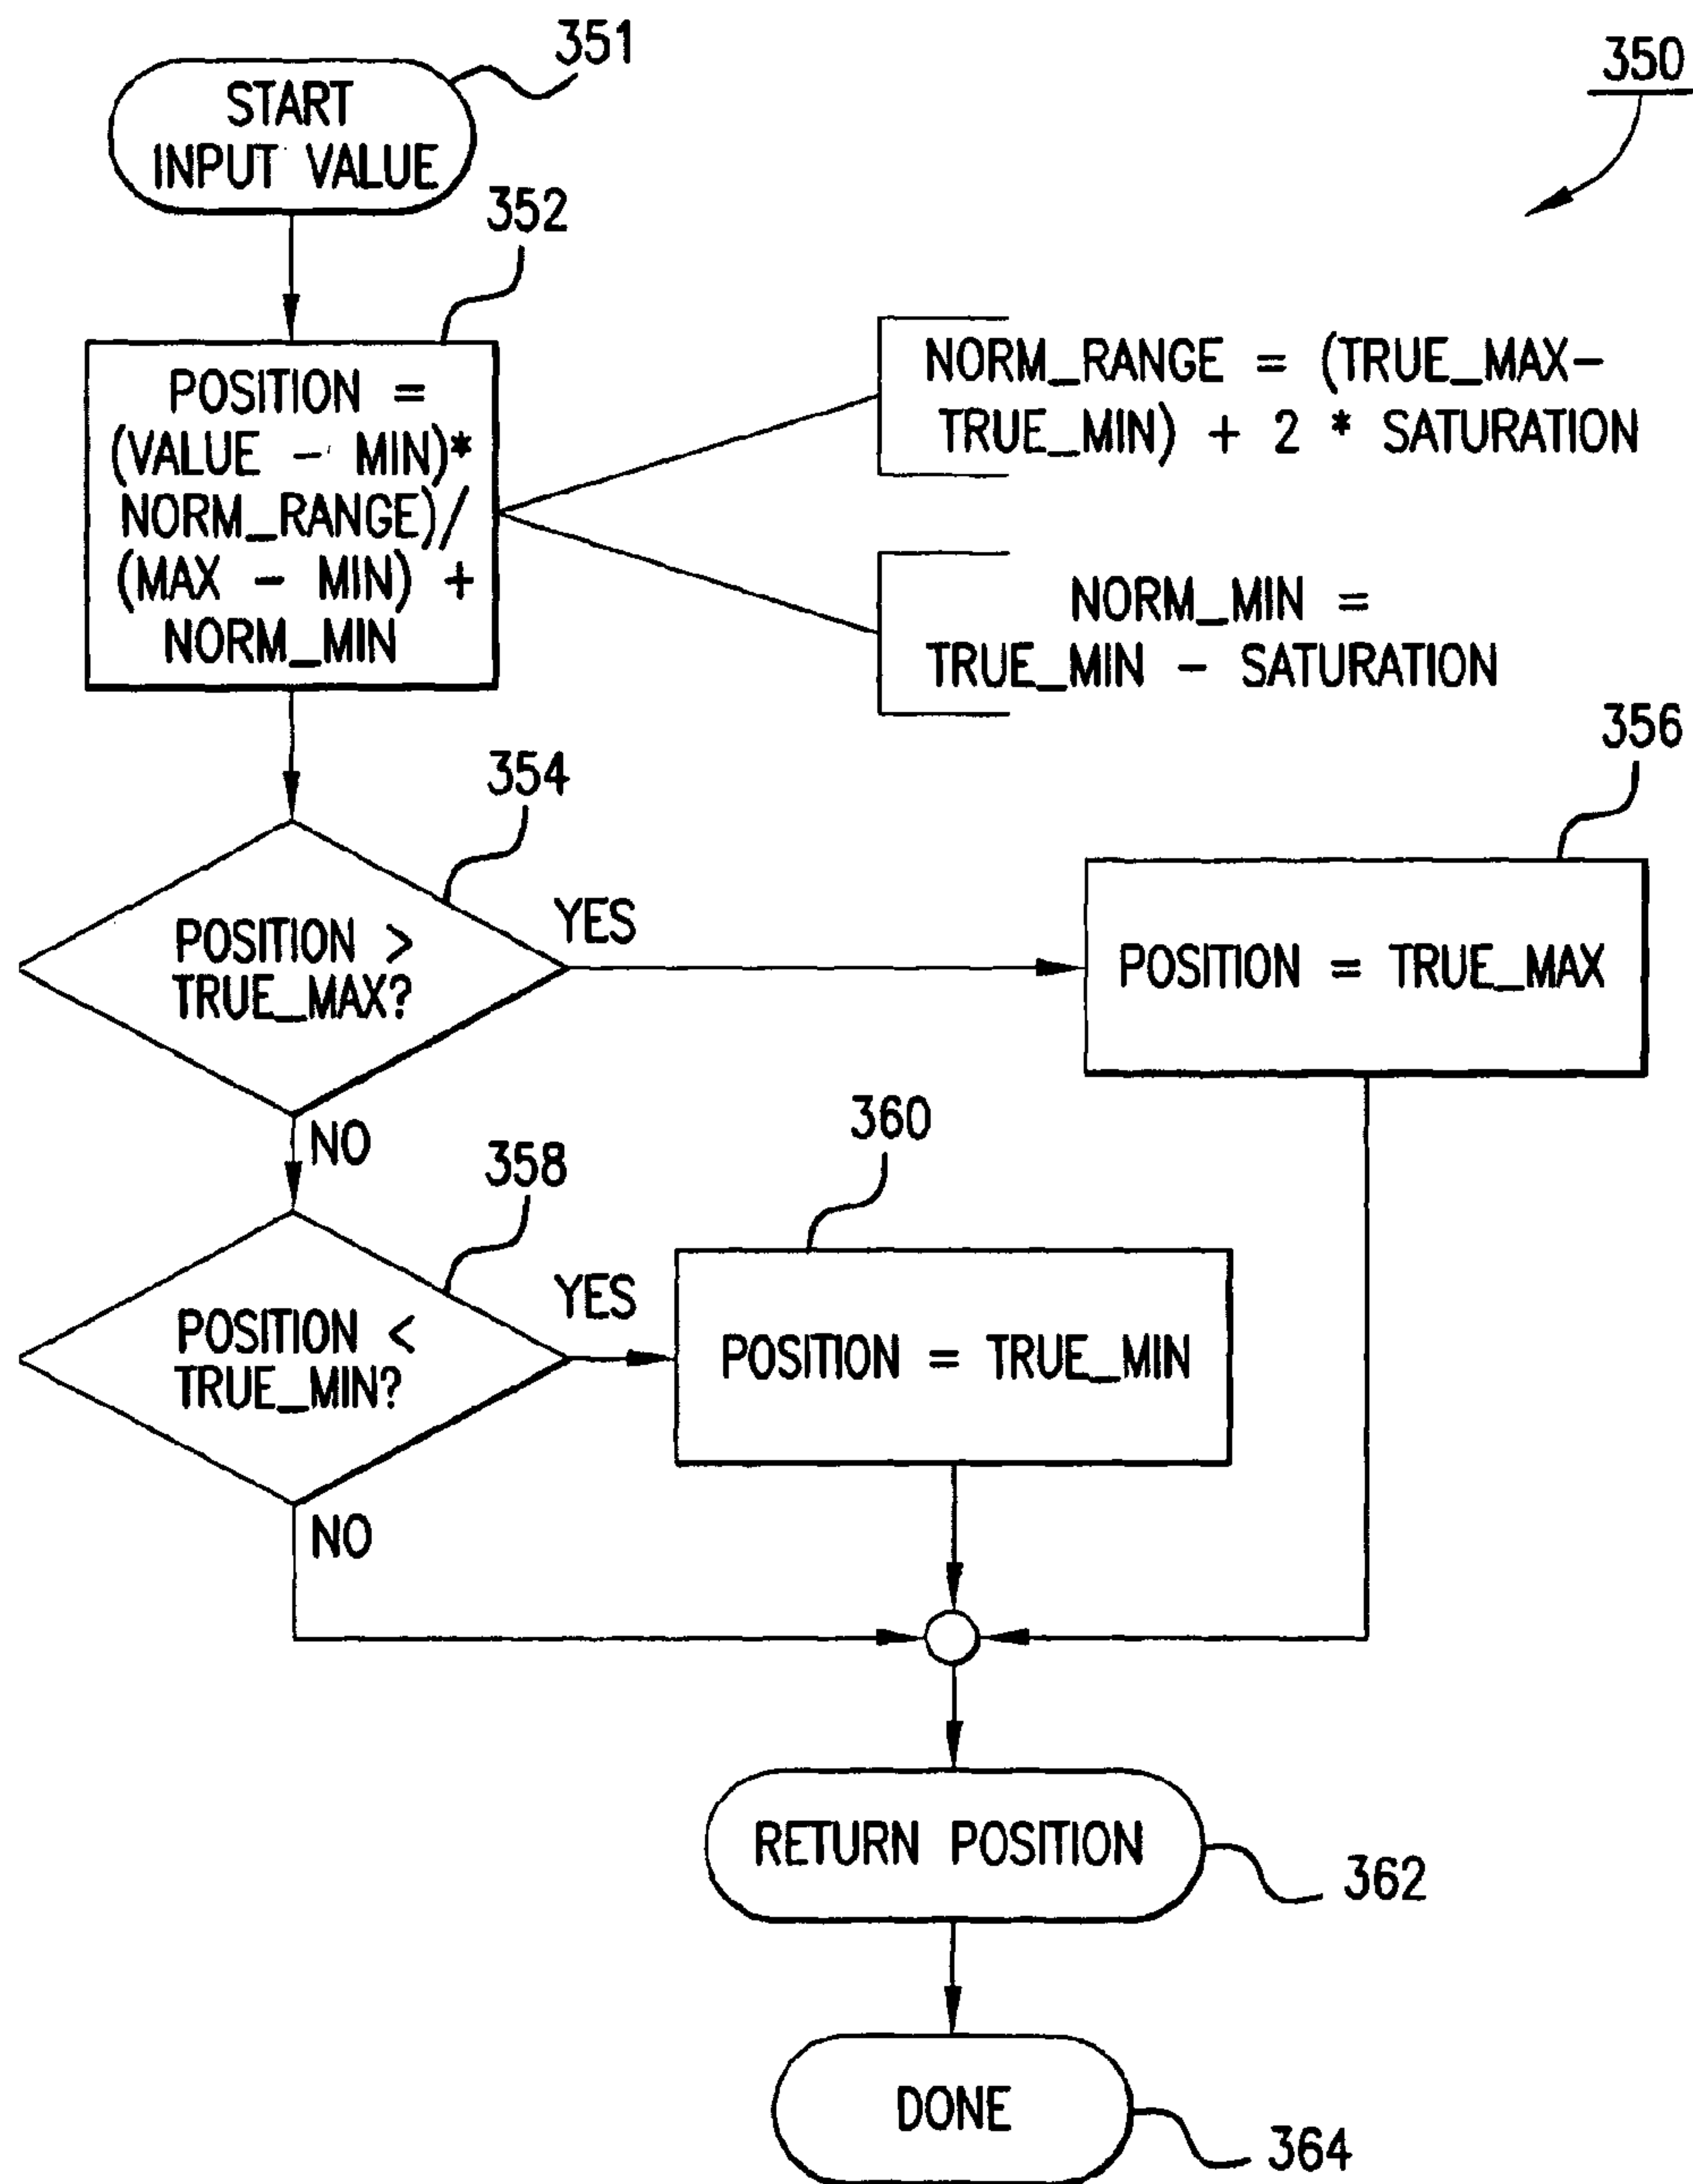 351
350
START
INPUT VALUE
352
POSITION =
(VALUE - MIN)*
NORM_RANGE)/
(MAX - MIN) +
NORM_MIN
NORM_RANGE = (TRUE_MAX-
TRUE_MIN) + 2 * SATURATION
NORM_MIN =
TRUE_MIN - SATURATION
354
356
POSITION >
TRUE_MAX?
YES
POSITION = TRUE_MAX
NO
358
360
POSITION <
TRUE_MIN?
YES
POSITION = TRUE_MIN
NO
RETURN POSITION
362
DONE
364